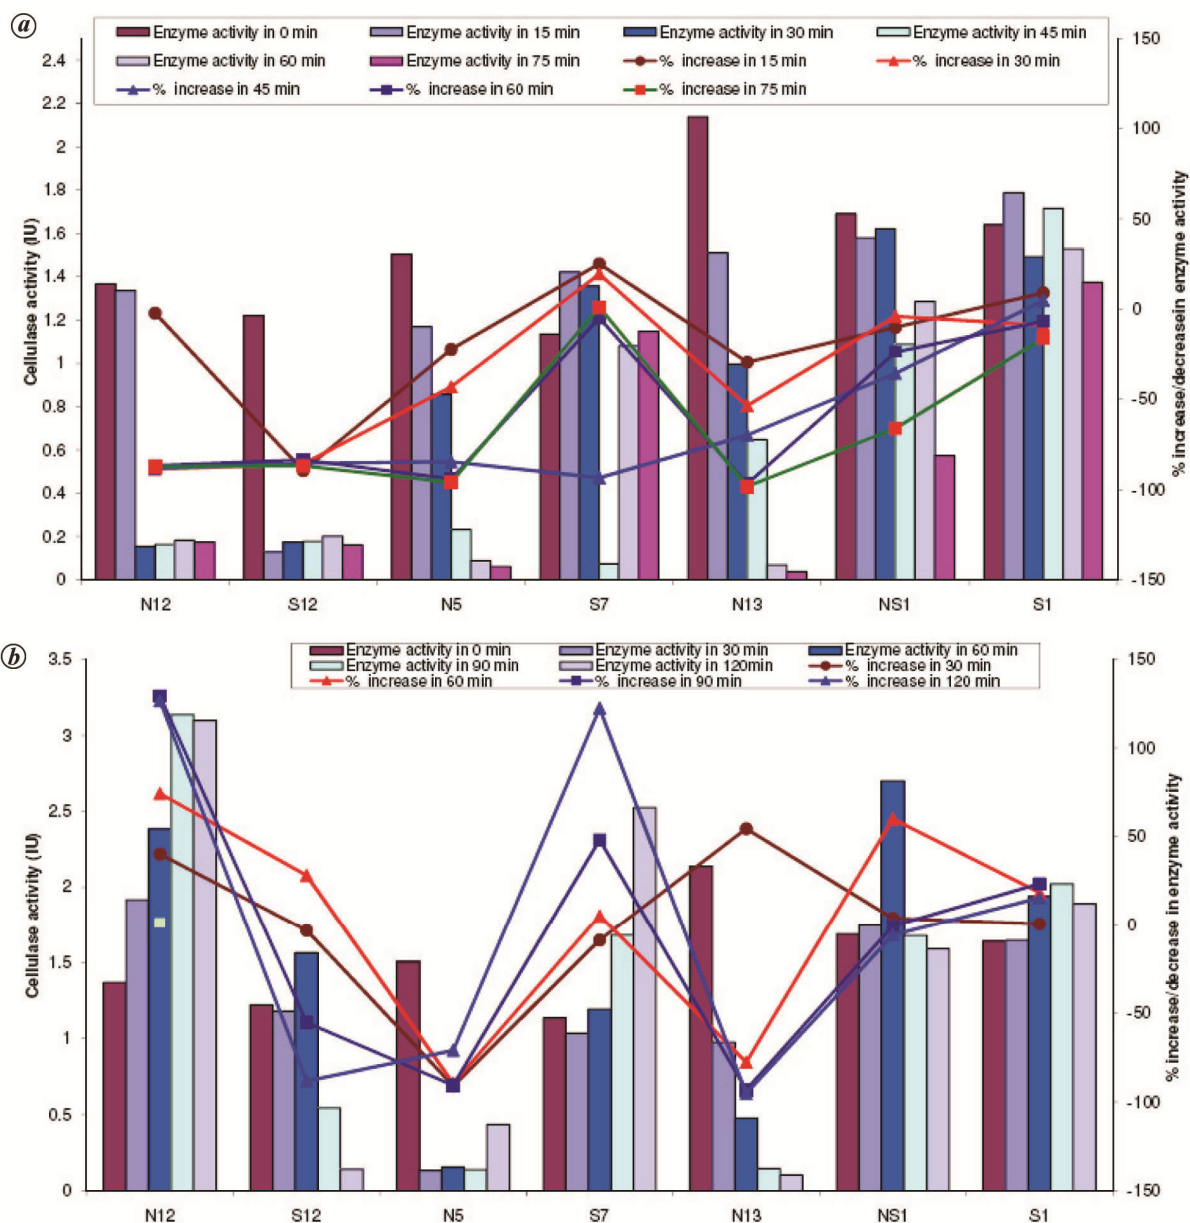 a
Enzyme activity in 0 min Enzyme activity in 15 min Enzyme activity in 30 min Enzyme activity in 45 min
Enzyme activity in 60 min Enzyme activity in 75 min % increase in 15 min % increase in 30 min
% increase in 45 min % increase in 60 min % increase in 75 min
2.4
2.2
2
1.8
1.6
1.4
1.2
1
0.8
0.6
0.4
0.2
0
Cellulase activity (IU)
150
100
50
0
-50
-100
-150
% increase/decreasein enzyme activity
N12 S12 N5 S7 N13 NS1 S1
b
Enzyme activity in 0 min Enzyme activity in 30 min Enzyme activity in 60 min
Enzyme activity in 90 min Enzyme activity in 120min % increase in 30 min
% increase in 60 min % increase in 90 min % increase in 120 min
3.5
3
2.5
2
1.5
1
0.5
0
Cellulase activity (IU)
150
100
50
0
-50
-100
-150
% increase/decrease in enzyme activity
N12 S12 N5 S7 N13 NS1 S1